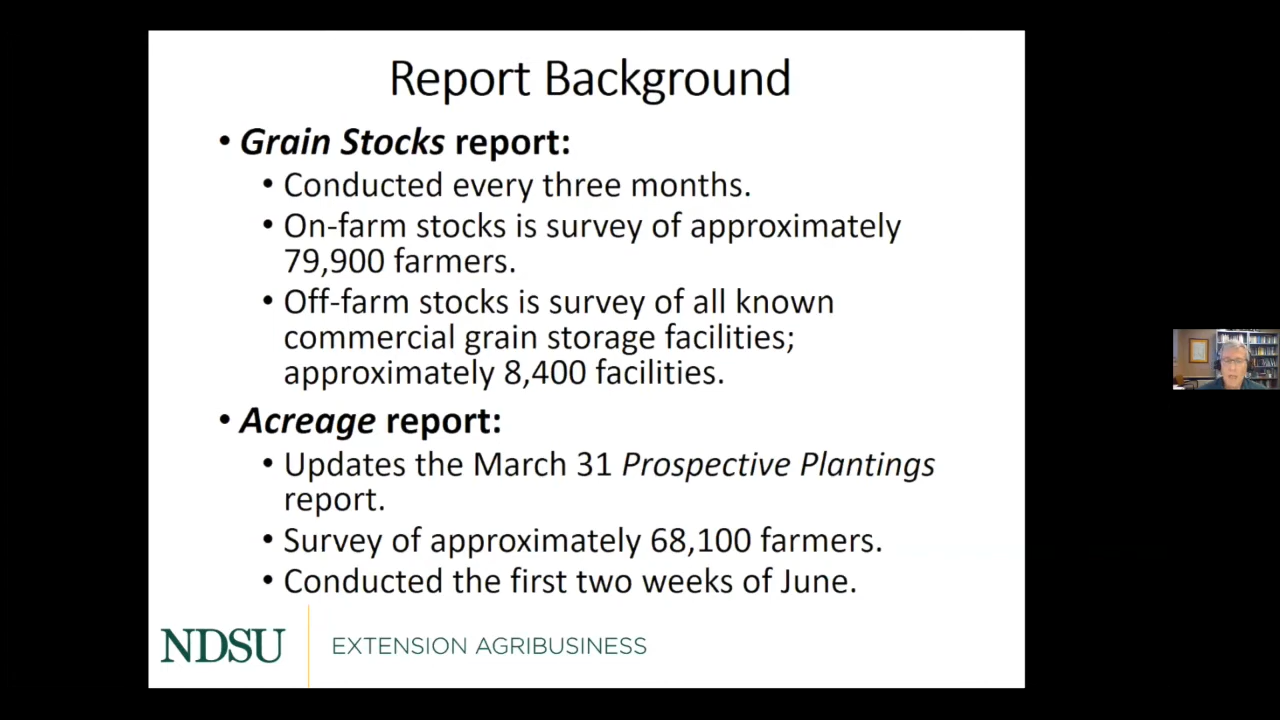 Report Background
• Grain Stocks report:
• Conducted every three months.
• On-farm stocks is survey of approximately
79,900 farmers.
• Off-farm stocks is survey of all known
commercial grain storage facilities;
approximately 8,400 facilities.
• Acreage report:
• Updates the March 31 Prospective Plantings
report.
• Survey of approximately 68,100 farmers.
• Conducted the first two weeks of June.
NDSU
EXTENSION AGRIBUSINESS